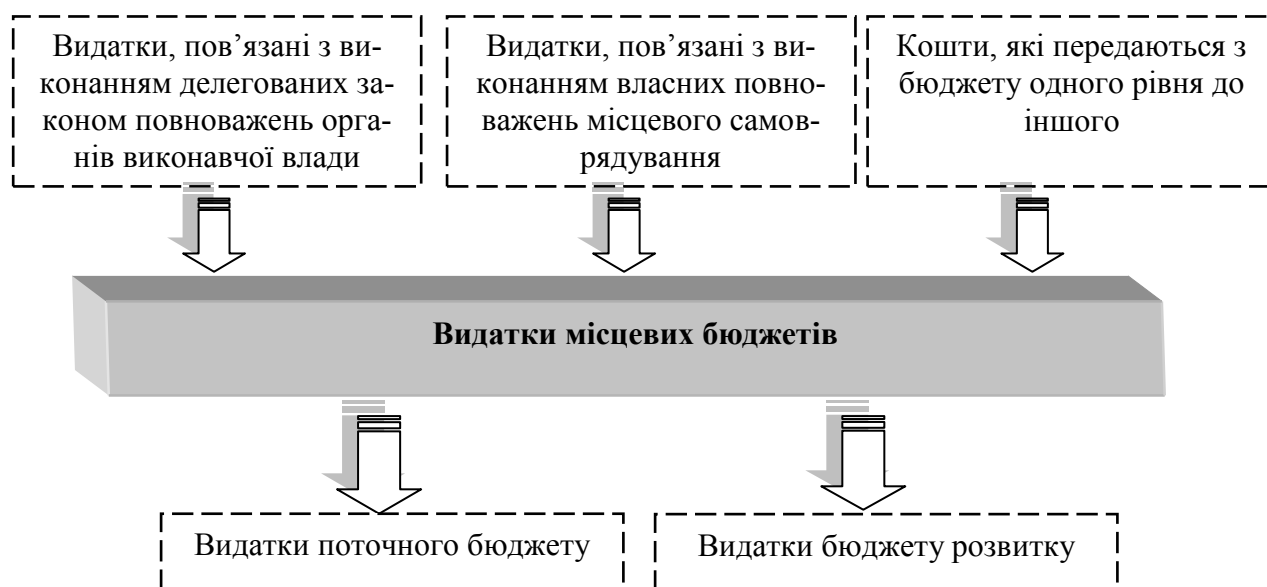 Видатки, пов’язані з ви-
конанням делегованих за-
коном повноважень орга-
нів виконавчої влади
Видатки, пов’язані з ви-
конанням власних повно-
важень місцевого самов-
рядування
Кошти, які передаються з
бюджету одного рівня до
іншого
Видатки місцевих бюджетів
Видатки поточного бюджету
Видатки бюджету розвитку